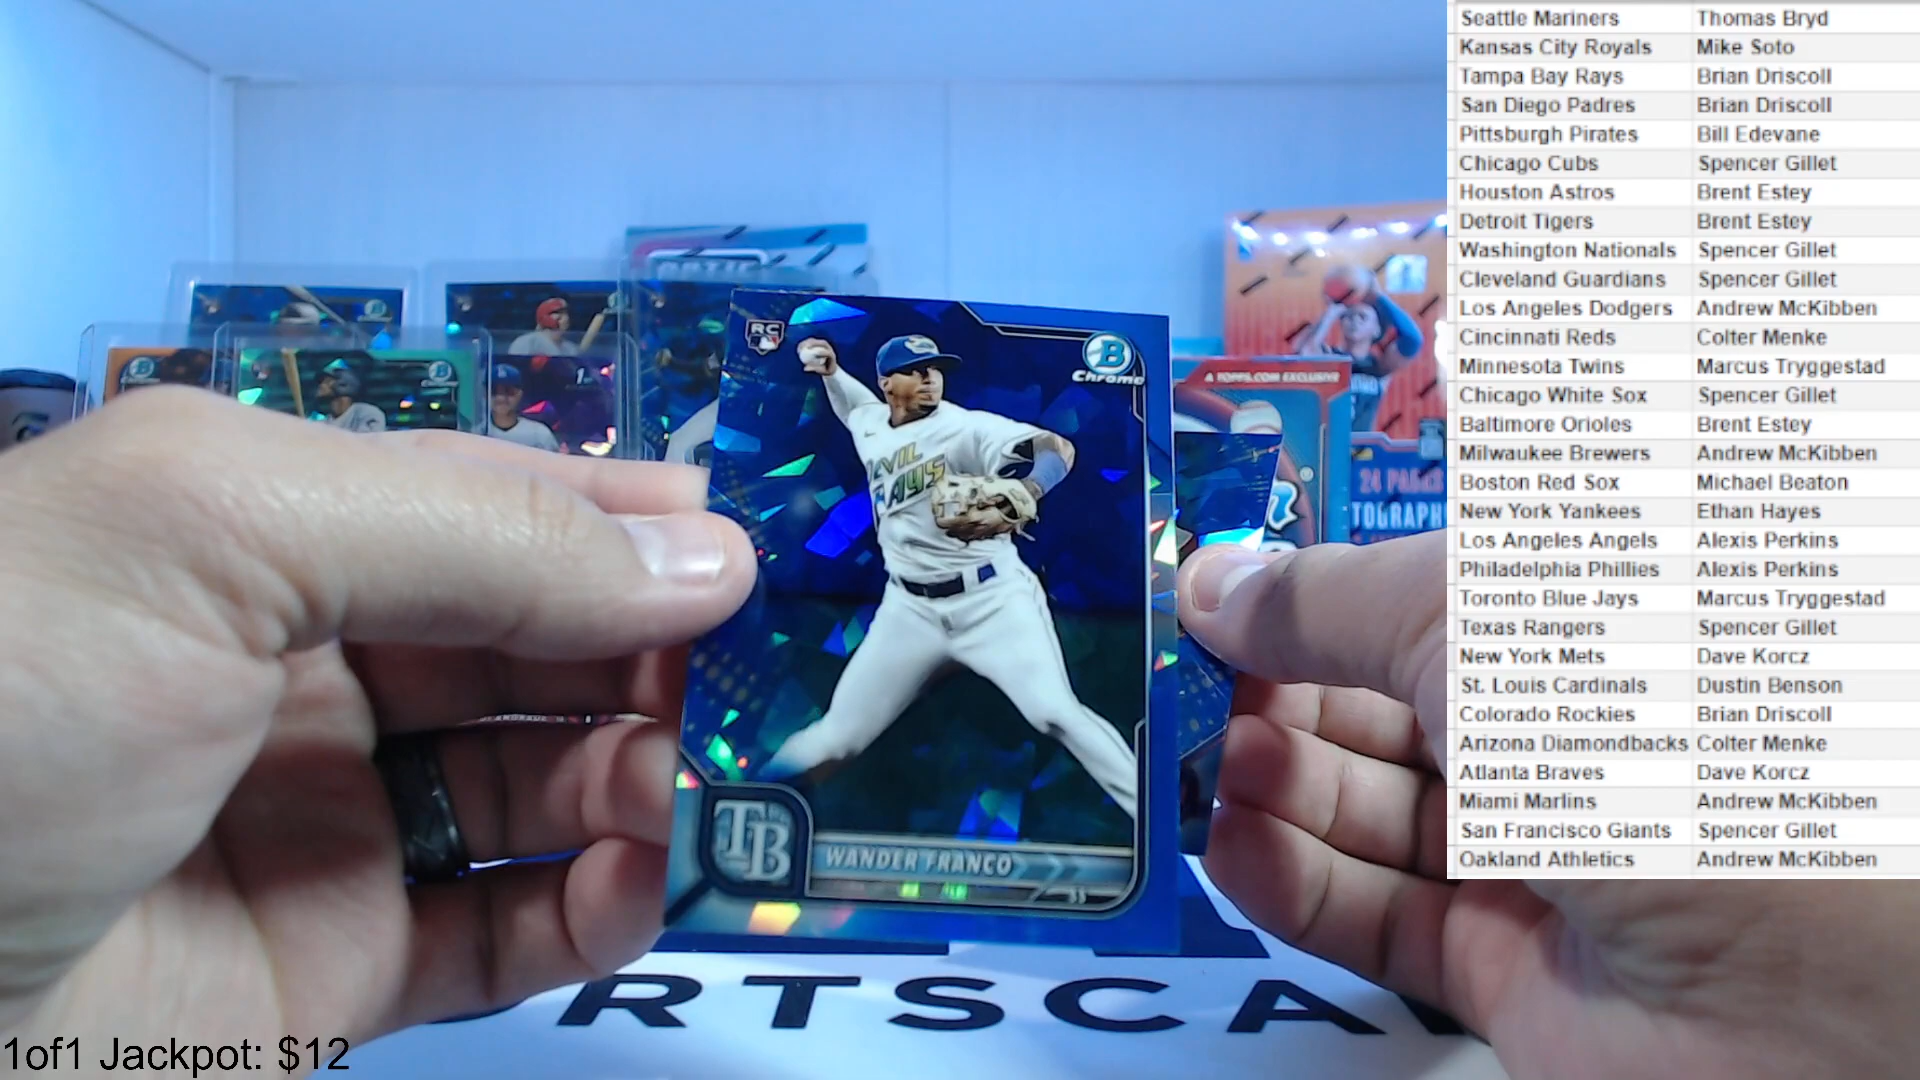 Seattle Mariners Thomas Bryd
Kansas City Royals Mike Soto
Tampa Bay Rays Brian Driscoll
San Diego Padres Brian Driscoll
Pittsburgh Pirates Bill Edevane
Chicago Cubs Spencer Gillet
Houston Astros Brent Estey
Detroit Tigers Brent Estey
Washington Nationals Spencer Gillet
Cleveland Guardians Spencer Gillet
Los Angeles Dodgers Andrew McKibben
Cincinnati Reds Colter Menke
Minnesota Twins Marcus Tryggestad
Chicago White Sox Spencer Gillet
Baltimore Orioles Brent Estey
Milwaukee Brewers Andrew McKibben
Boston Red Sox Michael Beaton
New York Yankees Ethan Hayes
Los Angeles Angels Alexis Perkins
Philadelphia Phillies Alexis Perkins
Toronto Blue Jays Marcus Tryggestad
Texas Rangers Spencer Gillet
New York Mets Dave Korcz
St. Louis Cardinals Dustin Benson
Colorado Rockies Brian Driscoll
Arizona Diamondbacks Colter Menke
Atlanta Braves Dave Korcz
Miami Marlins Andrew McKibben
San Francisco Giants Spencer Gillet
Oakland Athletics Andrew McKibben
RC
B
Chrome
DEVIL
RAYS
TB
WANDER FRANCO
SS
A TOPPS.COM EXCLUSIVE
24 PACKS
TOGRAPH
RTSCA
1of1 Jackpot: $12